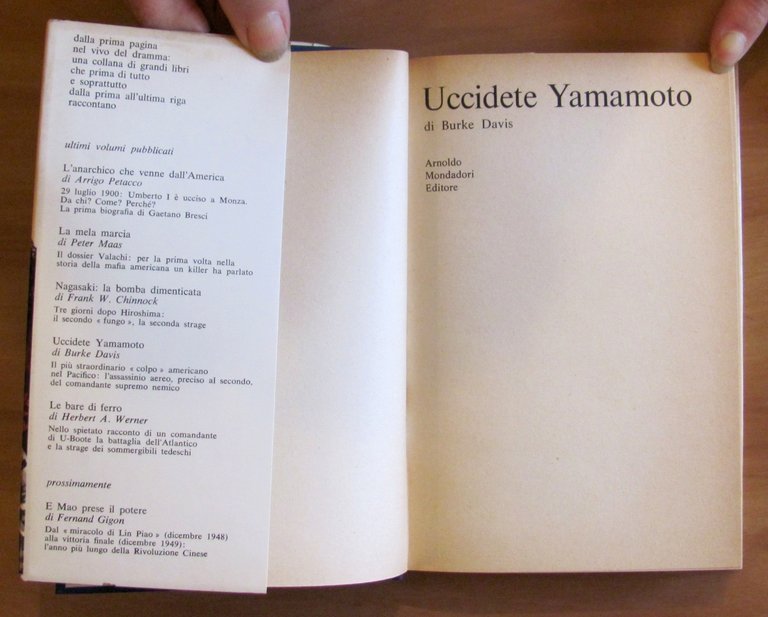 dalla prima pagina
nel vivo del dramma:
una collana di grandi libri
che prima di tutto
e soprattutto
dalla prima all'ultima riga
raccontano
ultimi volumi pubblicati
L'anarchico che venne dall'America
di Arrigo Petacco
29 luglio 1900: Umberto I è ucciso a Monza.
Da chi? Come? Perché?
La prima biografia di Gaetano Bresci
La mela marcia
di Peter Maas
Il dossier Valachi: per la prima volta nella
storia della mafia americana un killer ha parlato
Nagasaki: la bomba dimenticata
di Frank W. Chinnock
Tre giorni dopo Hiroshima:
il secondo « fungo », la seconda strage
Uccidete Yamamoto
di Burke Davis
Il più straordinario « colpo » americano
nel Pacifico: l'assassinio aereo, preciso al secondo,
del comandante supremo nemico
Le bare di ferro
di Herbert A. Werner
Nello spietato racconto di un comandante
di U-Boote la battaglia dell'Atlantico
e la strage dei sommergibili tedeschi
prossimamente
E Mao prese il potere
di Fernand Gigon
Dal « miracolo di Lin Piao » (dicembre 1948)
alla vittoria finale (dicembre 1949):
l'anno più lungo della Rivoluzione Cinese
Uccidete Yamamoto
di Burke Davis
Arnoldo
Mondadori
Editore